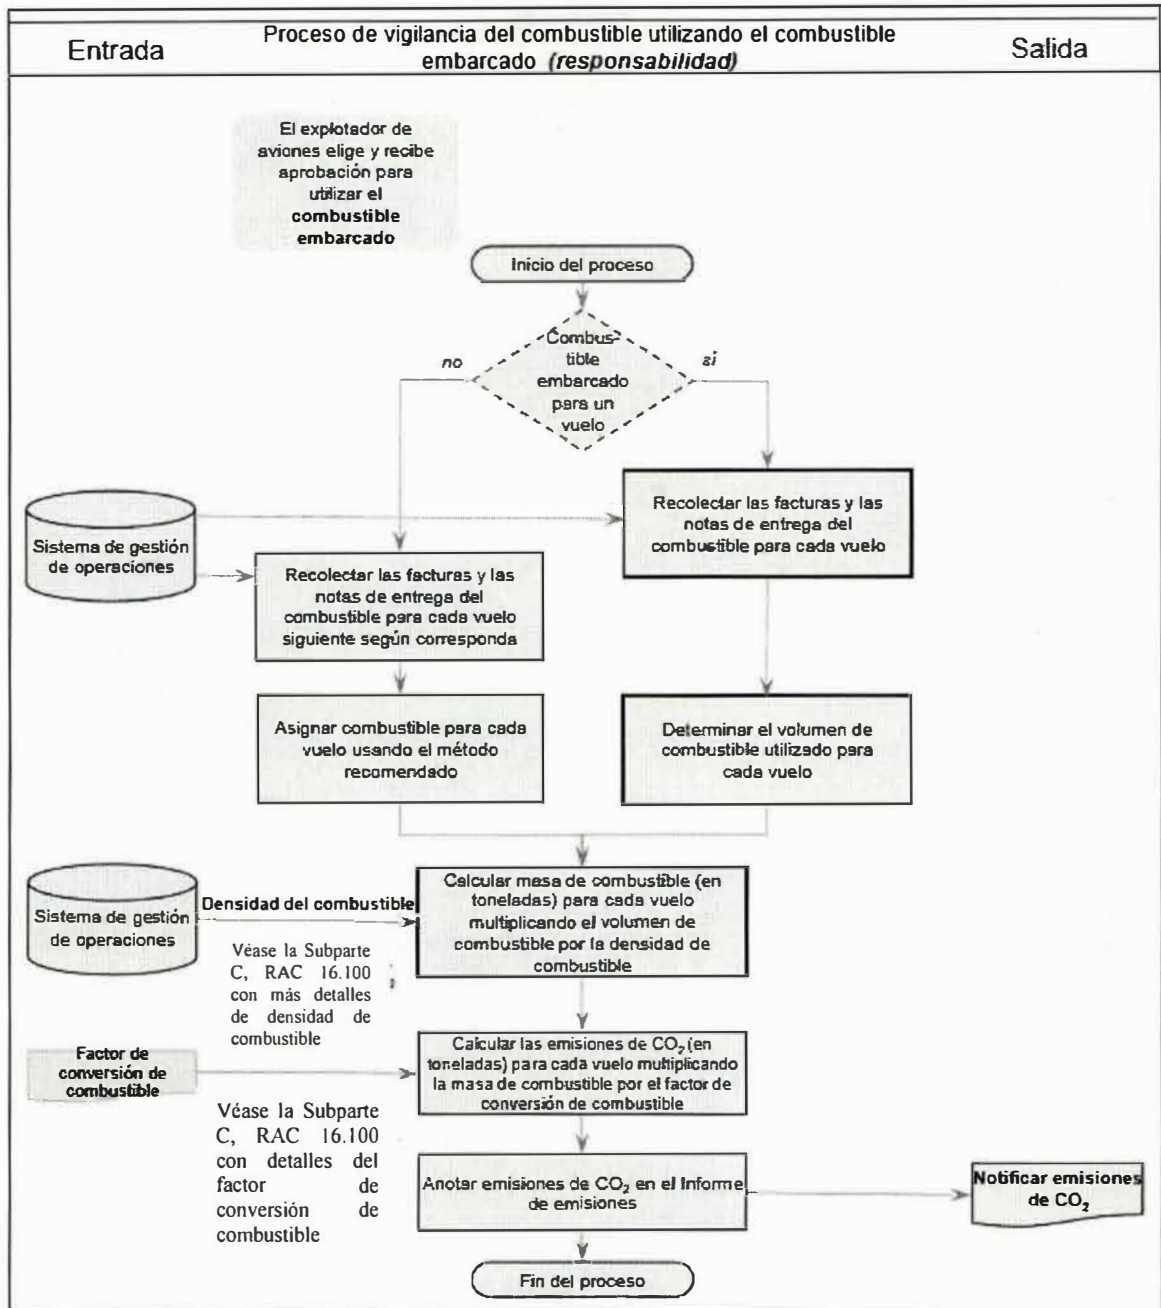 Entrada
Proceso de vigilancia del combustible utilizando el combustible
embarcado (responsabilidad)
Salida
El explotador de
aviones elige y recibe
aprobación para
utilizar el
combustible
embarcado
Inicio del proceso
Combus-
tible
embarcado
para un
vuelo
no
sí
Sistema de gestión
de operaciones
Recolectar las facturas y las
notas de entrega del
combustible para cada vuelo
Recolectar las facturas y las
notas de entrega del
combustible para cada vuelo
siguiente según corresponda
Asignar combustible para cada
vuelo usando el método
recomendado
Determinar el volumen de
combustible utilizado para
cada vuelo
Sistema de gestión
de operaciones
Densidad del combustible
Calcular masa de combustible (en
toneladas) para cada vuelo
multiplicando el volumen de
combustible por la densidad de
combustible
Véase la Subparte
C, RAC 16.100
con más detalles
de densidad de
combustible
Factor de
conversión de
combustible
Calcular las emisiones de CO₂ (en
toneladas) para cada vuelo multiplicando
la masa de combustible por el factor de
conversión de combustible
Véase la Subparte
C, RAC 16.100
con detalles del
factor de
conversión de
combustible
Anotar emisiones de CO₂ en el Informe
de emisiones
Notificar emisiones
de CO₂
Fin del proceso